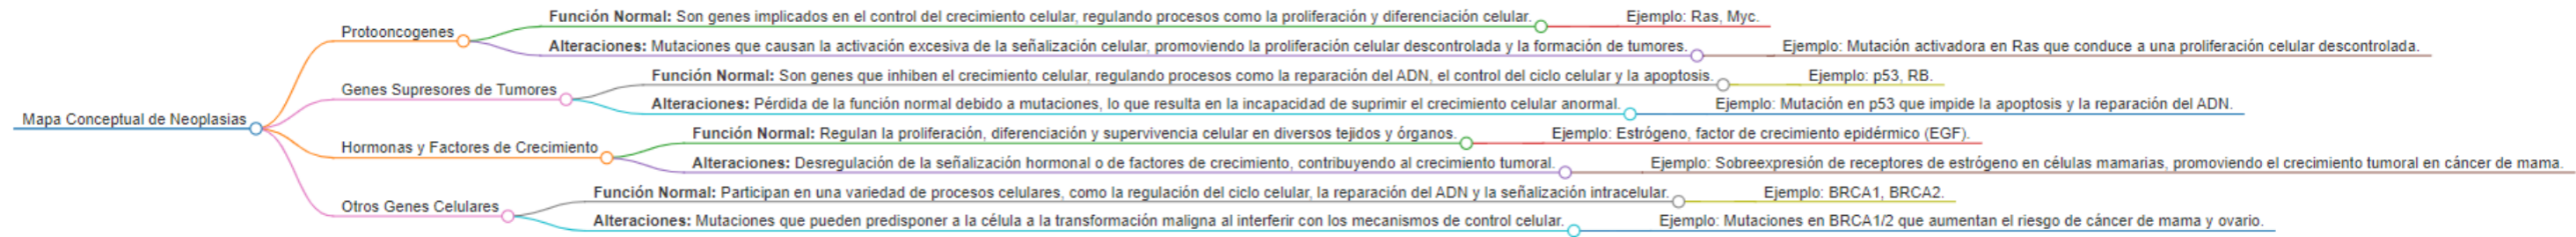 Mapa Conceptual de Neoplasias
Protooncogenes
Función Normal: Son genes implicados en el control del crecimiento celular, regulando procesos como la proliferación y diferenciación celular.
Ejemplo: Ras, Myc.
Alteraciones: Mutaciones que causan la activación excesiva de la señalización celular, promoviendo la proliferación celular descontrolada y la formación de tumores.
Ejemplo: Mutación activadora en Ras que conduce a una proliferación celular descontrolada.
Genes Supresores de Tumores
Función Normal: Son genes que inhiben el crecimiento celular, regulando procesos como la reparación del ADN, el control del ciclo celular y la apoptosis.
Ejemplo: p53, RB.
Alteraciones: Pérdida de la función normal debido a mutaciones, lo que resulta en la incapacidad de suprimir el crecimiento celular anormal.
Ejemplo: Mutación en p53 que impide la apoptosis y la reparación del ADN.
Hormonas y Factores de Crecimiento
Función Normal: Regulan la proliferación, diferenciación y supervivencia celular en diversos tejidos y órganos.
Ejemplo: Estrógeno, factor de crecimiento epidérmico (EGF).
Alteraciones: Desregulación de la señalización hormonal o de factores de crecimiento, contribuyendo al crecimiento tumoral.
Ejemplo: Sobreexpresión de receptores de estrógeno en células mamarias, promoviendo el crecimiento tumoral en cáncer de mama.
Otros Genes Celulares
Función Normal: Participan en una variedad de procesos celulares, como la regulación del ciclo celular, la reparación del ADN y la señalización intracelular.
Ejemplo: BRCA1, BRCA2.
Alteraciones: Mutaciones que pueden predisponer a la célula a la transformación maligna al interferir con los mecanismos de control celular.
Ejemplo: Mutaciones en BRCA1/2 que aumentan el riesgo de cáncer de mama y ovario.